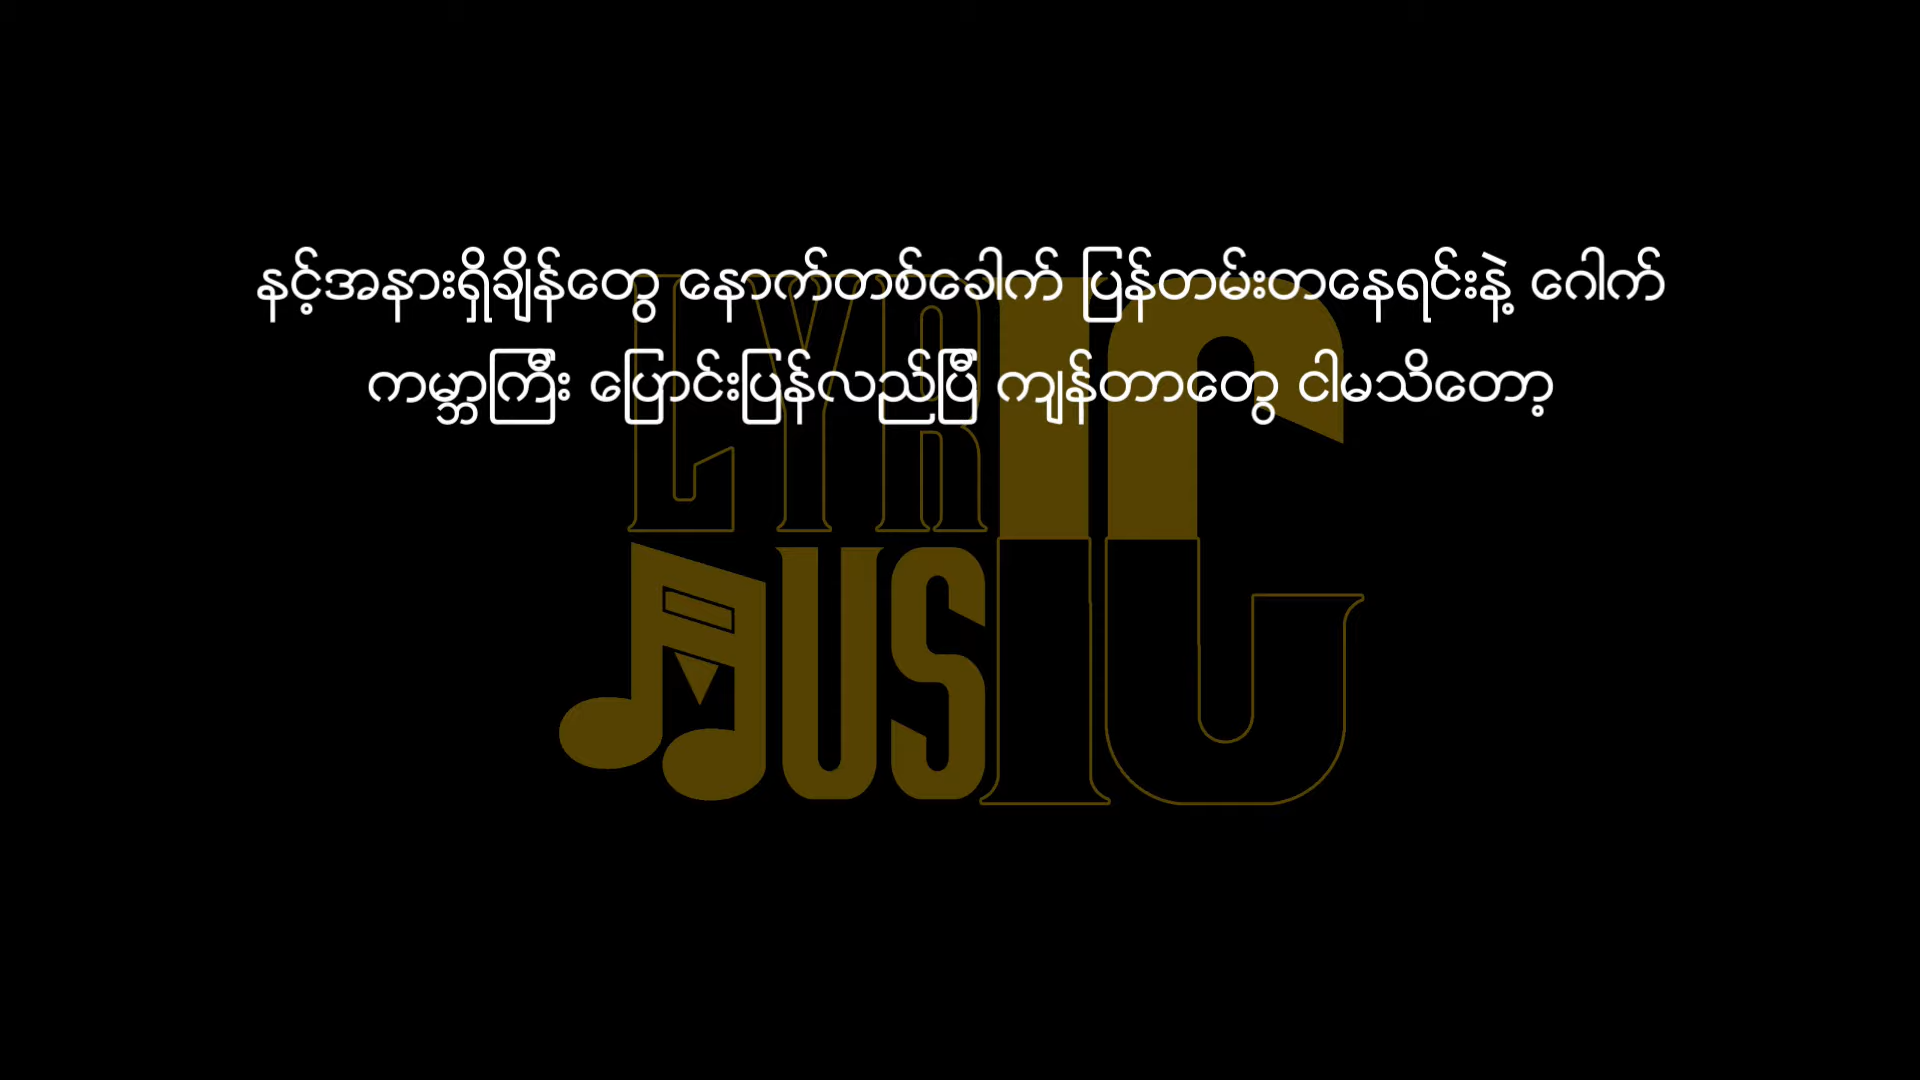 နင့်အနားရှိချိန်တွေ နောက်တစ်ခေါက် ပြန်တမ်းတနေရင်းနဲ့ ဂေါက်
ကမ္ဘာကြီး ပြောင်းပြန်လည်ပြီ ကျန်တာတွေ ငါမသိတော့
LYRIC
MUSIC